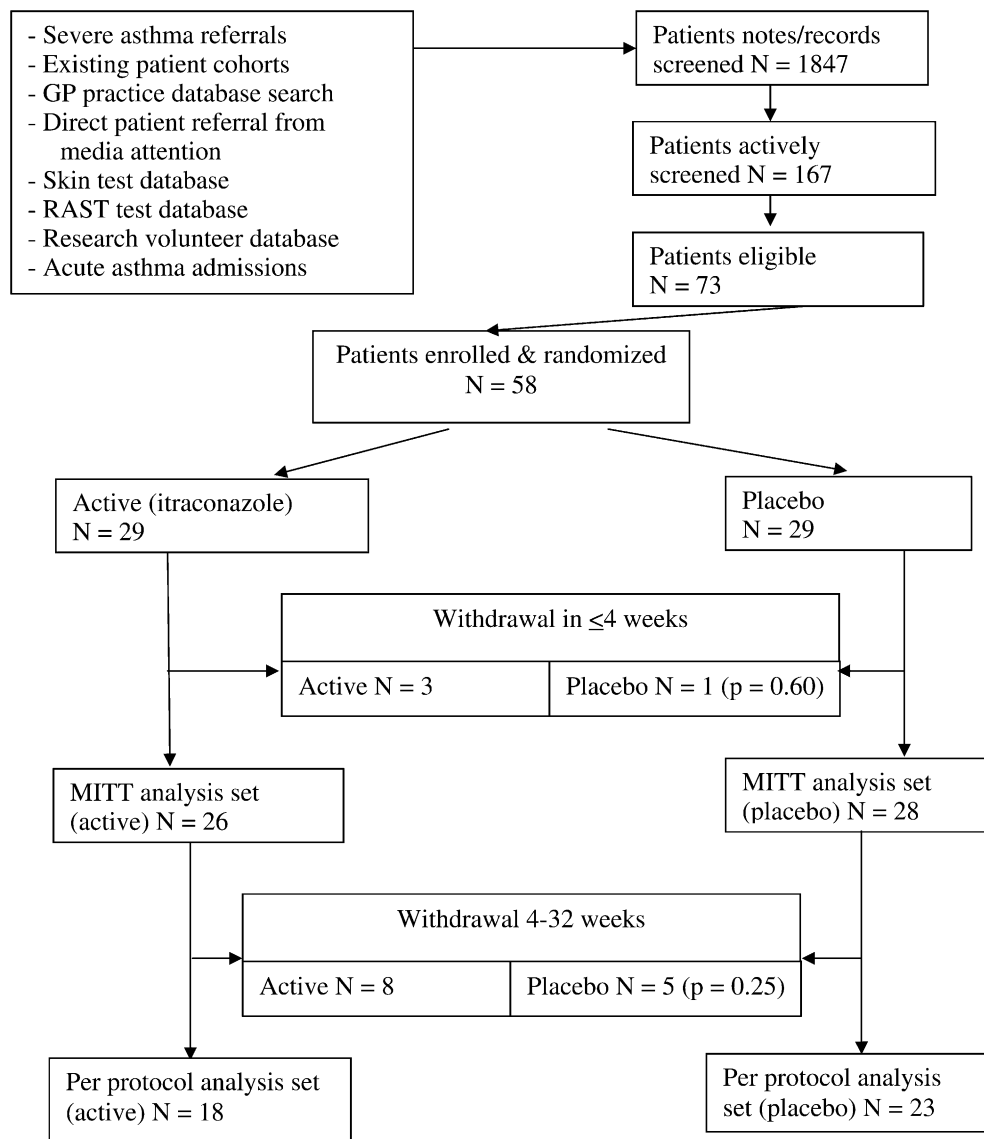 - Severe asthma referrals
- Existing patient cohorts
- GP practice database search
- Direct patient referral from
media attention
- Skin test database
- RAST test database
- Research volunteer database
- Acute asthma admissions
Patients notes/records
screened N = 1847
Patients actively
screened N = 167
Patients eligible
N = 73
Patients enrolled & randomized
N = 58
Active (itraconazole)
N = 29
Placebo
N = 29
Withdrawal in ≤4 weeks
Active N = 3
Placebo N = 1 (p = 0.60)
MITT analysis set
(active) N = 26
MITT analysis set
(placebo) N = 28
Withdrawal 4-32 weeks
Active N = 8
Placebo N = 5 (p = 0.25)
Per protocol analysis set
(active) N = 18
Per protocol analysis
set (placebo) N = 23